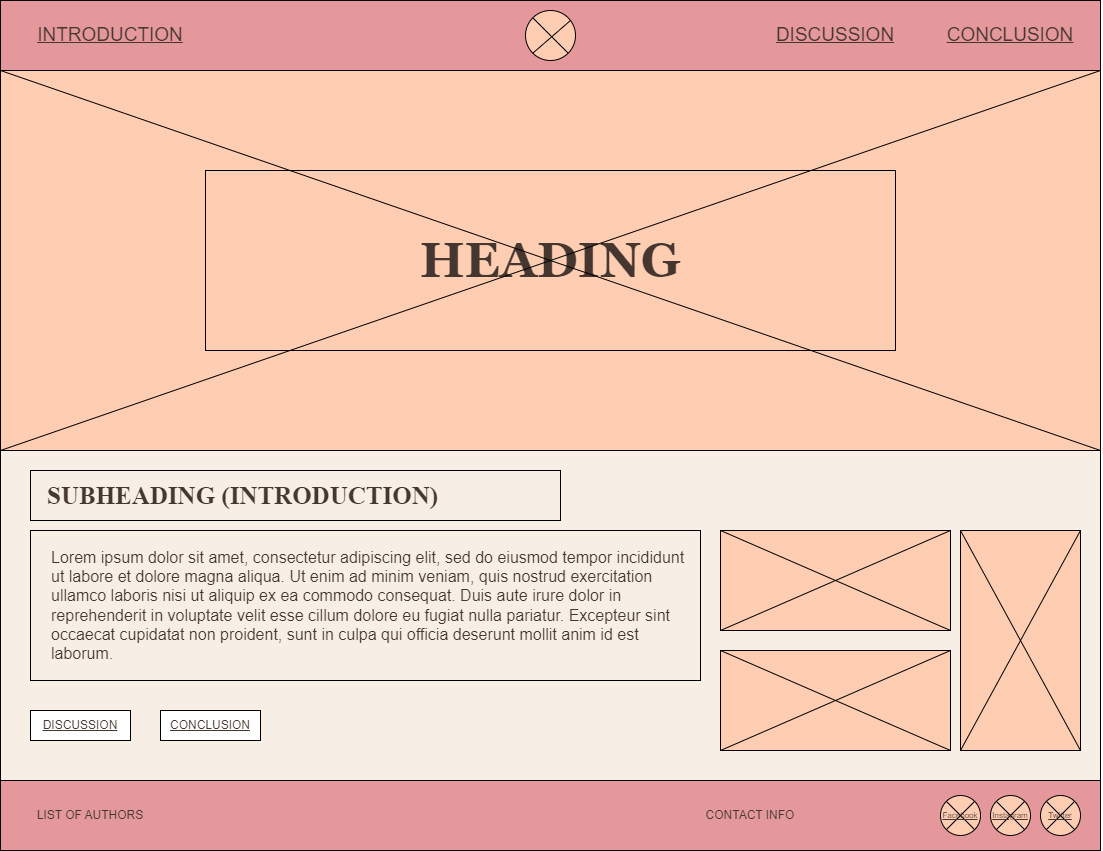 INTRODUCTION
DISCUSSION
CONCLUSION
HEADING
SUBHEADING (INTRODUCTION)
Lorem ipsum dolor sit amet, consectetur adipiscing elit, sed do eiusmod tempor incididunt
ut labore et dolore magna aliqua. Ut enim ad minim veniam, quis nostrud exercitation
ullamco laboris nisi ut aliquip ex ea commodo consequat. Duis aute irure dolor in
reprehenderit in voluptate velit esse cillum dolore eu fugiat nulla pariatur. Excepteur sint
occaecat cupidatat non proident, sunt in culpa qui officia deserunt mollit anim id est
laborum.
DISCUSSION
CONCLUSION
LIST OF AUTHORS
CONTACT INFO
Facebook
Instagram
Twitter